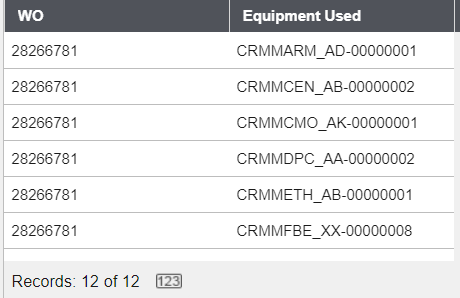 WO Equipment Used
28266781 CRMMARM_AD-00000001
28266781 CRMMCEN_AB-00000002
28266781 CRMMCMO_AK-00000001
28266781 CRMMDPC_AA-00000002
28266781 CRMMETH_AB-00000001
28266781 CRMMFBE_XX-00000008
Records: 12 of 12 123